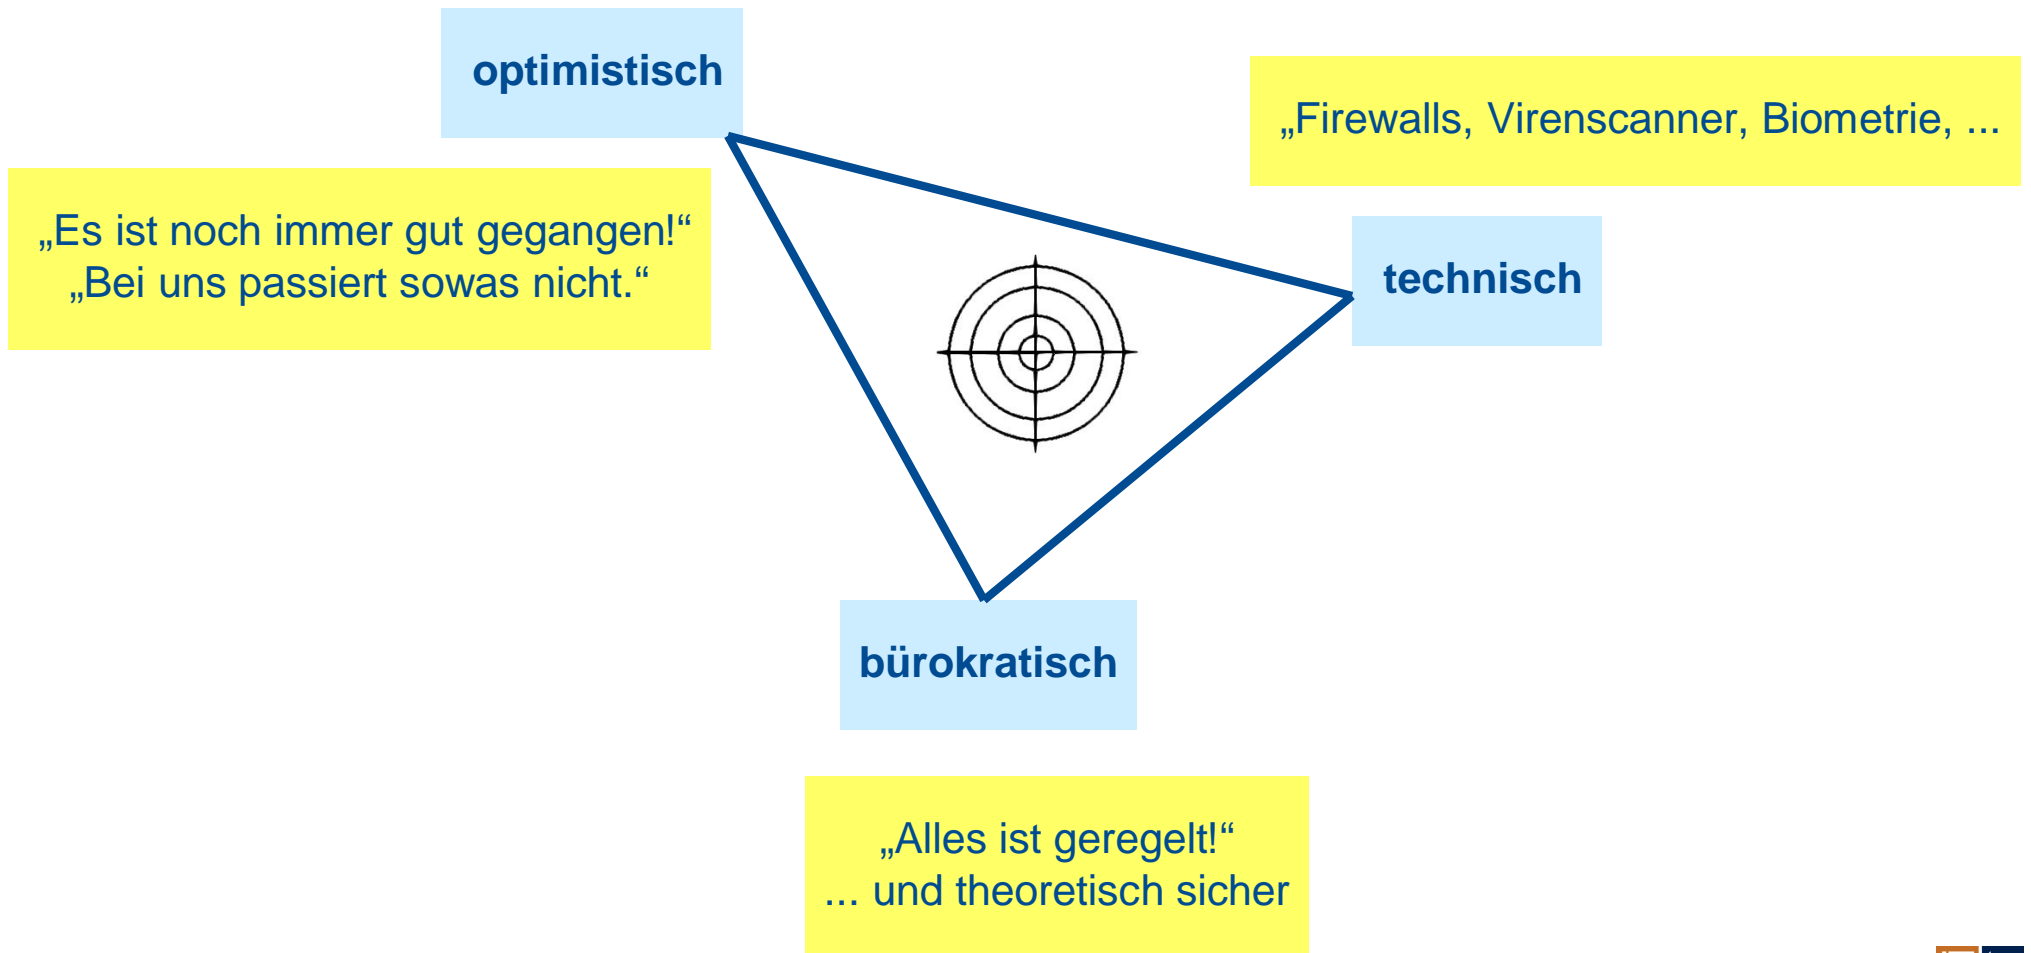 optimistisch
„Firewalls, Virenscanner, Biometrie, ...
„Es ist noch immer gut gegangen!“
„Bei uns passiert sowas nicht.“
technisch
bürokratisch
„Alles ist geregelt!“
... und theoretisch sicher